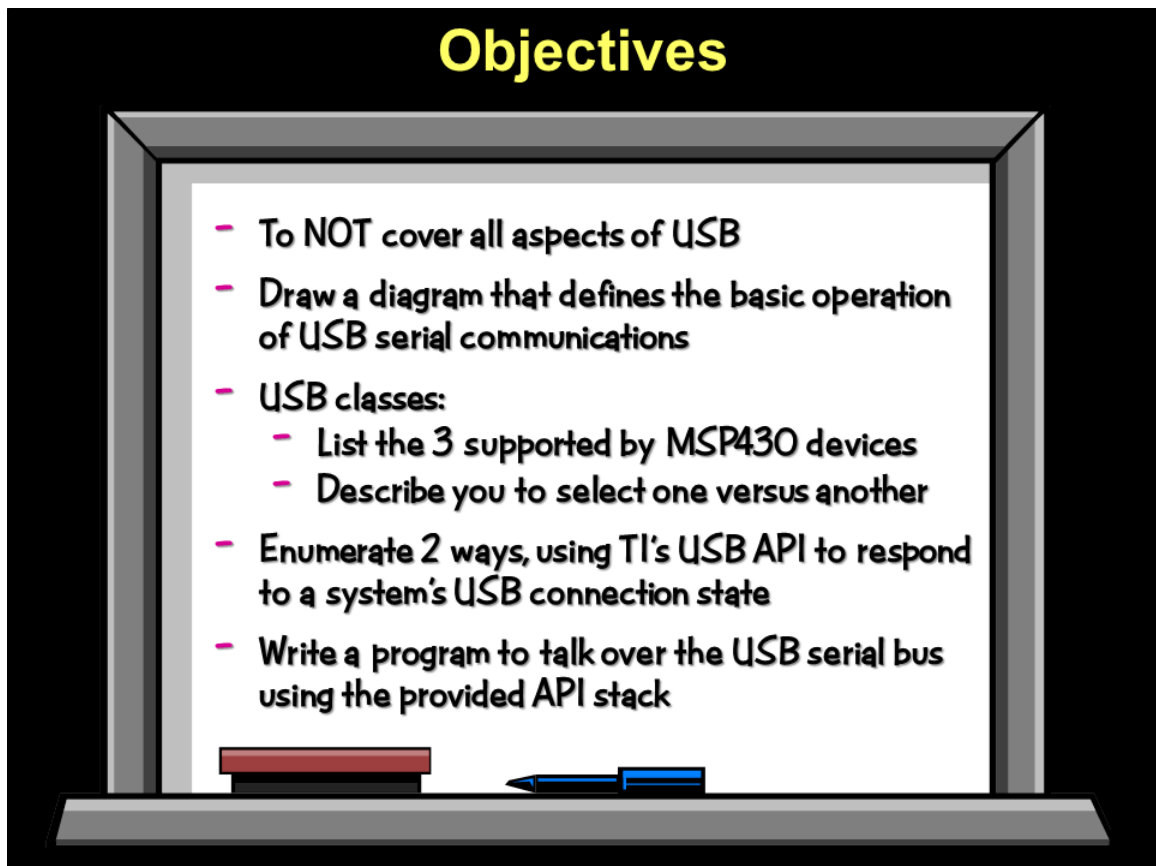 Objectives
- To NOT cover all aspects of USB
- Draw a diagram that defines the basic operation
of USB serial communications
- USB classes:
- List the 3 supported by MSP430 devices
- Describe you to select one versus another
- Enumerate 2 ways, using TI's USB API to respond
to a system's USB connection state
- Write a program to talk over the USB serial bus
using the provided API stack